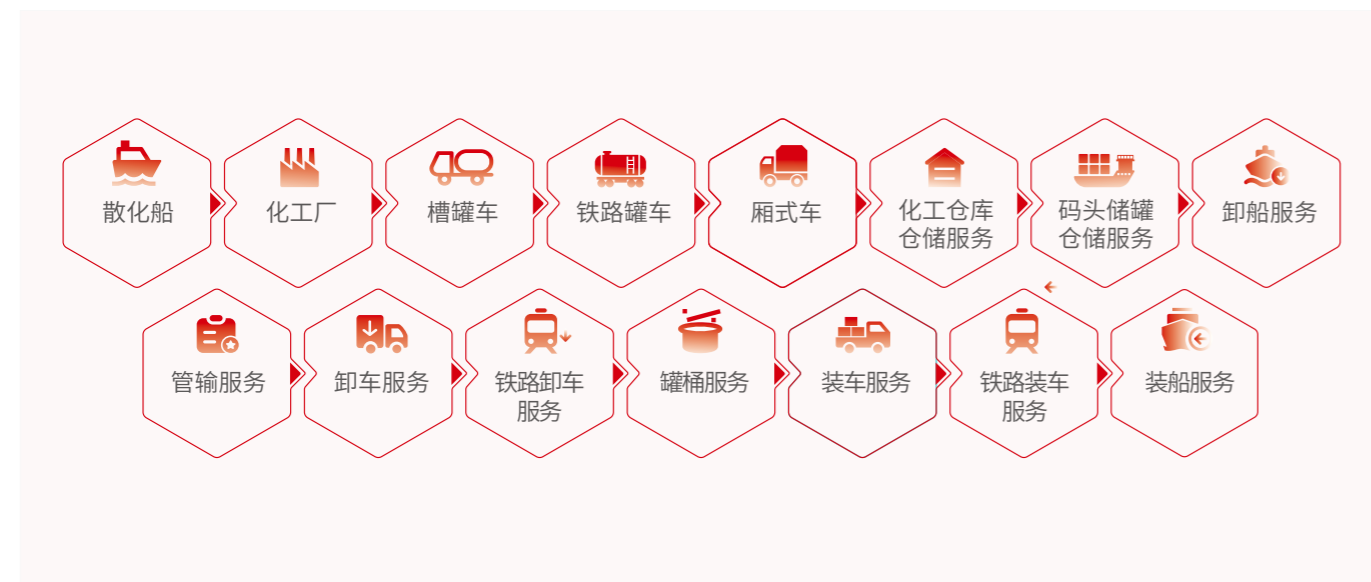 散化船
化工厂
槽罐车
铁路罐车
厢式车
化工仓库
仓储服务
码头储罐
仓储服务
卸船服务
管输服务
卸车服务
铁路卸车
服务
罐桶服务
装车服务
铁路装车
服务
装船服务